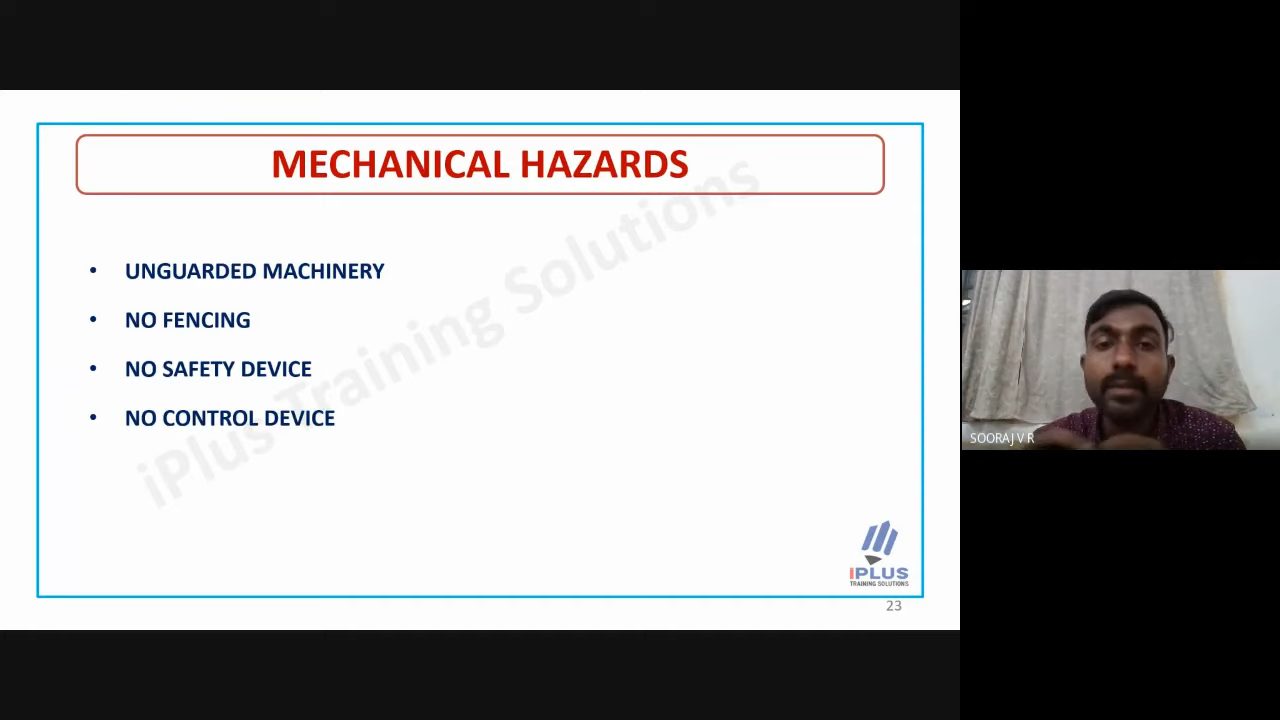 MECHANICAL HAZARDS
• UNGUARDED MACHINERY
• NO FENCING
• NO SAFETY DEVICE
• NO CONTROL DEVICE
iPlus Training Solutions
IPLUS
TRAINING SOLUTIONS
23
SOORAJ V R